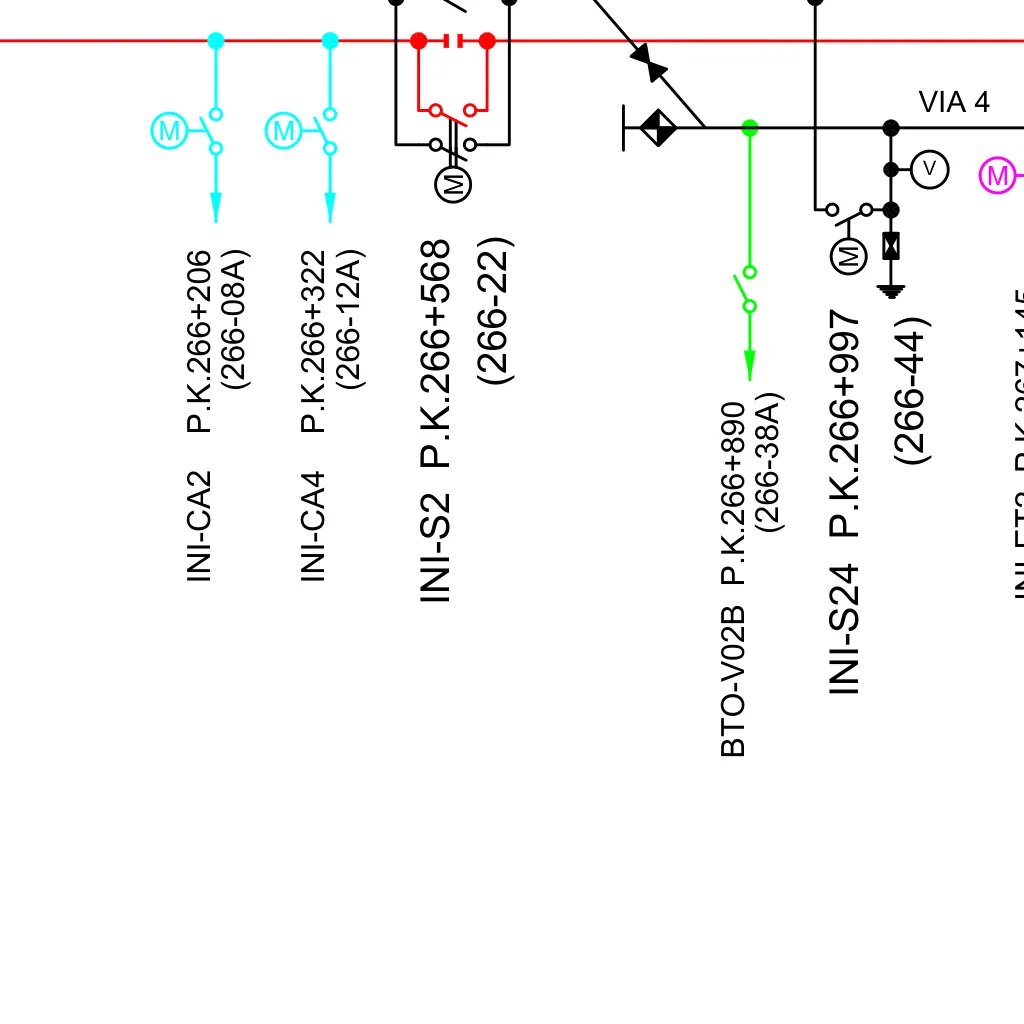 VIA 4
M
M
M
V
M
M
INI-CA2 P.K.266+206
(266-08A)
INI-CA4 P.K.266+322
(266-12A)
INI-S2 P.K.266+568
(266-22)
BTO-V02B P.K.266+890
(266-38A)
INI-S24 P.K.266+997
(266-44)